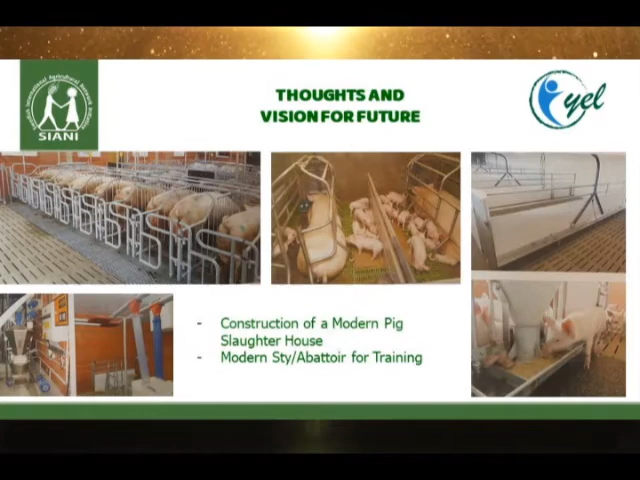 THOUGHTS AND
VISION FOR FUTURE
SIANI
yel
- Construction of a Modern Pig
Slaughter House
- Modern Sty/Abattoir for Training